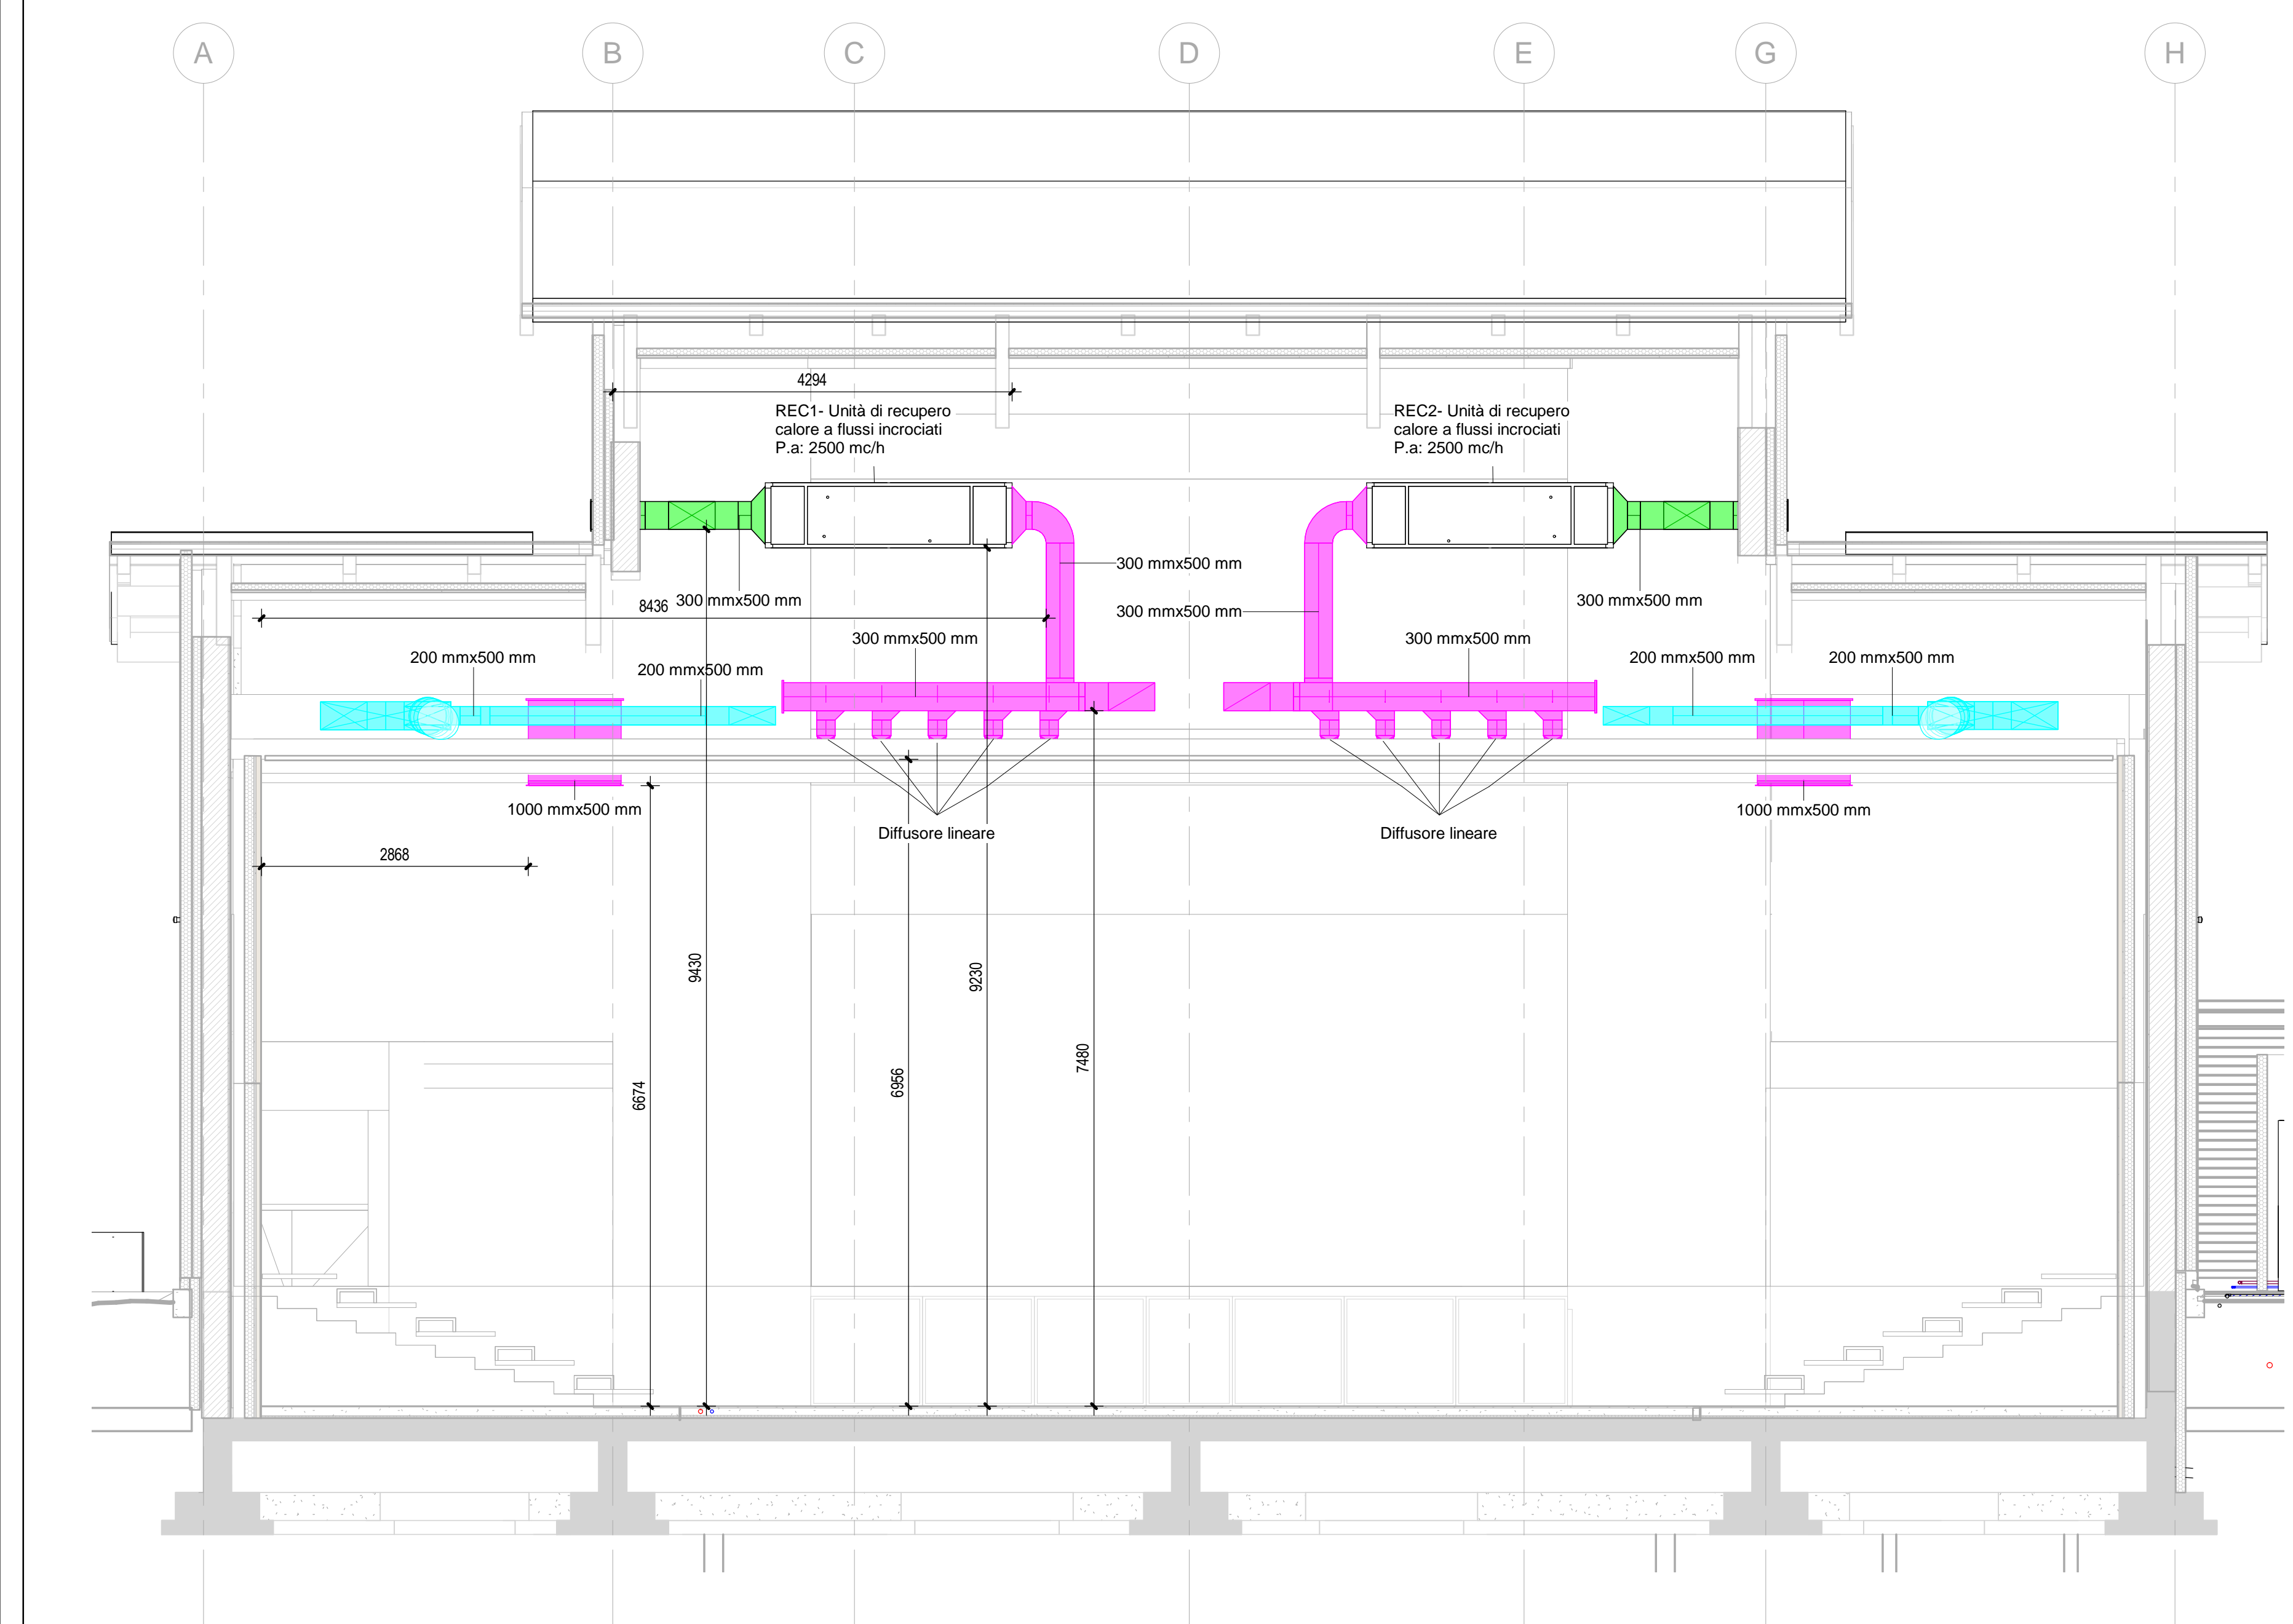 A
B
C
D
E
G
H
4294
REC1- Unità di recupero
calore a flussi incrociati
P.a: 2500 mc/h
REC2- Unità di recupero
calore a flussi incrociati
P.a: 2500 mc/h
300 mmx500 mm
300 mmx500 mm
300 mmx500 mm
8436
300 mmx500 mm
300 mmx500 mm
300 mmx500 mm
200 mmx500 mm
200 mmx500 mm
200 mmx500 mm
200 mmx500 mm
1000 mmx500 mm
1000 mmx500 mm
Diffusore lineare
Diffusore lineare
2868
9430
9230
7480
6956
6674